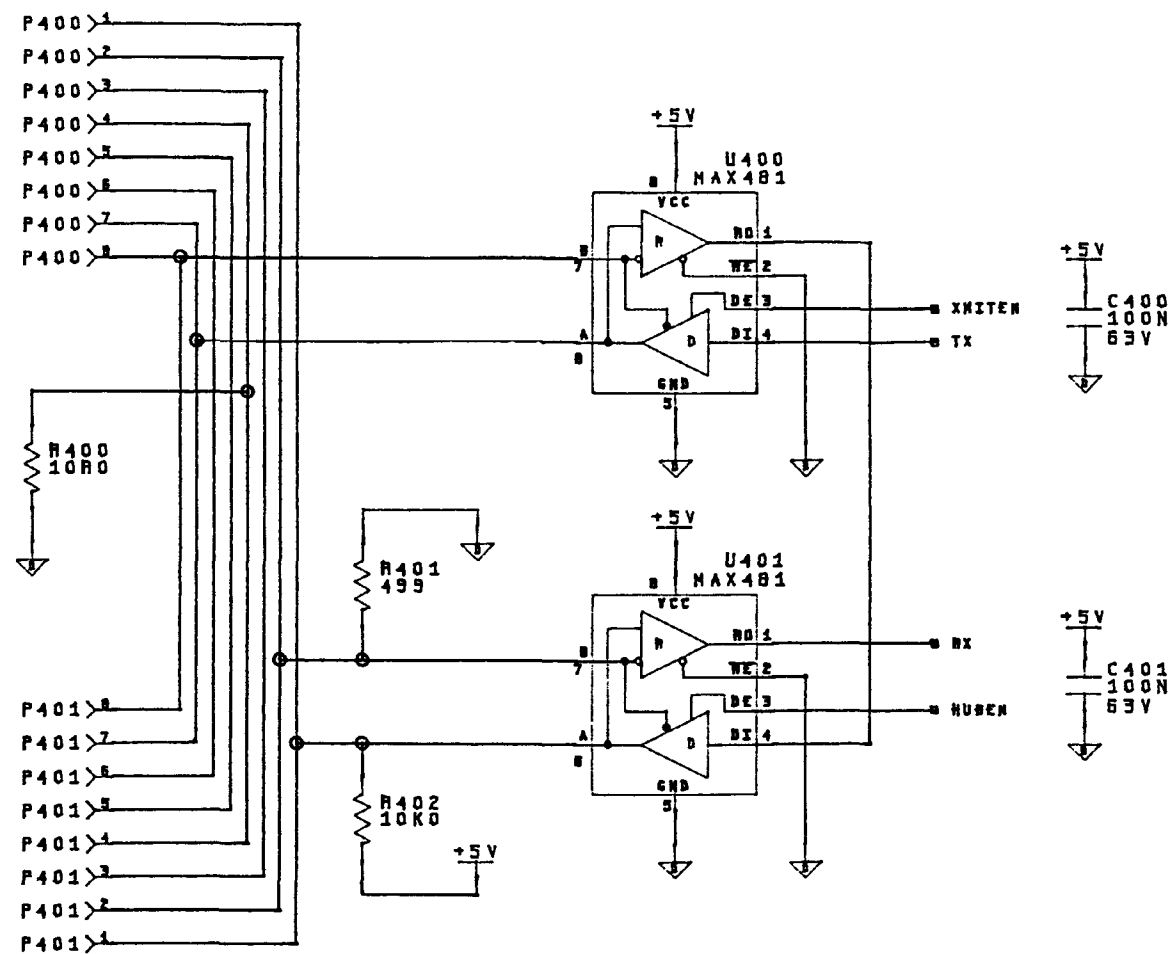 P400 1
P400 2
P400 3
P400 4
P400 5
P400 6
P400 7
P400 8
+5V
U400
MAX481
8
VCC
B
7
R
RO 1
RE 2
DE 3
XMITEN
A
D
DI 4
TX
GND
5
+5V
C400
100N
63V
R400
10R0
R401
499
+5V
U401
MAX481
8
VCC
B
7
R
RO 1
RX
RE 2
DE 3
A
6
D
DI 4
GND
5
+5V
C401
100N
63V
R402
10K0
+5V
P401 8
P401 7
P401 6
P401 5
P401 4
P401 3
P401 2
P401 1